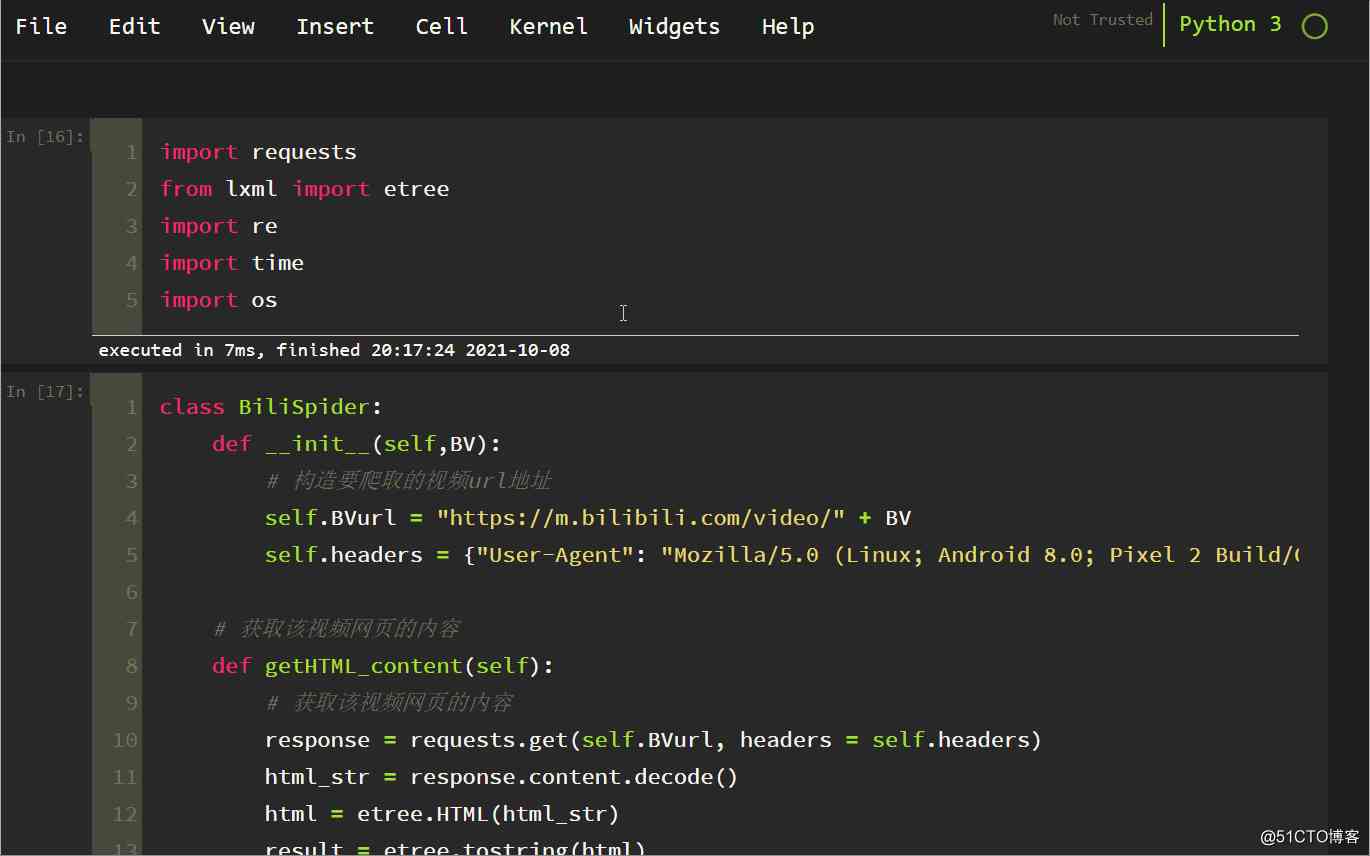 File Edit View Insert Cell Kernel Widgets Help Not Trusted Python 3
In [16]:
1 import requests
2 from lxml import etree
3 import re
4 import time
5 import os
executed in 7ms, finished 20:17:24 2021-10-08
In [17]:
1 class BiliSpider:
2 def __init__(self,BV):
3 # 构造要爬取的视频url地址
4 self.BVurl = "https://m.bilibili.com/video/" + BV
5 self.headers = {"User-Agent": "Mozilla/5.0 (Linux; Android 8.0; Pixel 2 Build/
6
7 # 获取该视频网页的内容
8 def getHTML_content(self):
9 # 获取该视频网页的内容
10 response = requests.get(self.BVurl, headers = self.headers)
11 html_str = response.content.decode()
12 html = etree.HTML(html_str)
13 result = etree.tostring(html)
@51CTO博客